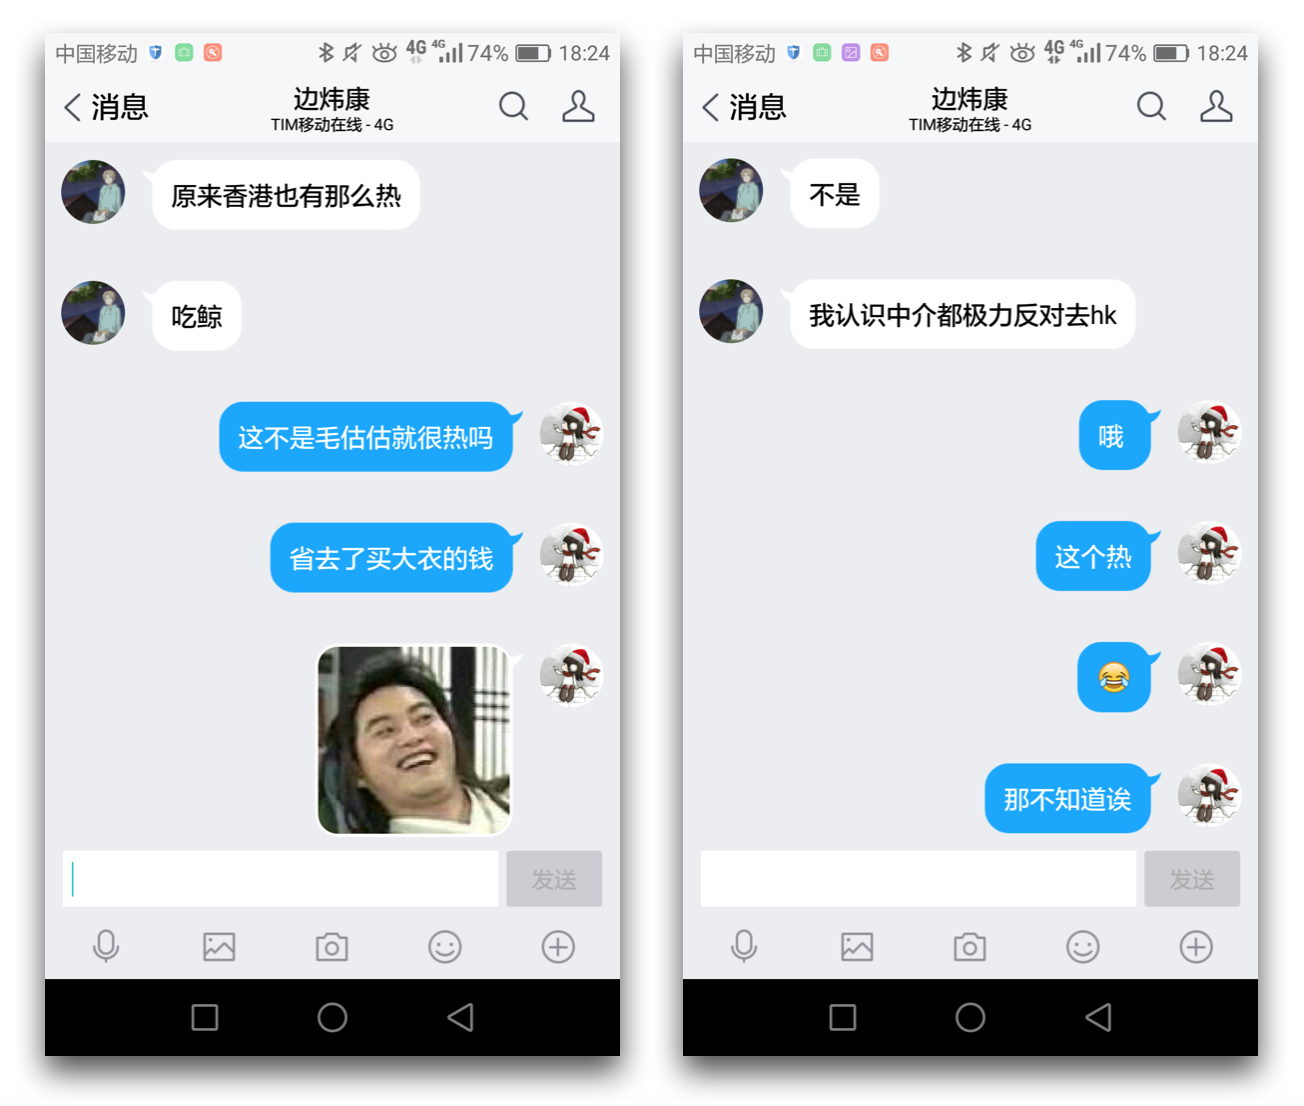 中国移动 4G 4G 74% 18:24
消息
边炜康
TIM移动在线 - 4G
原来香港也有那么热
吃鲸
这不是毛估估就很热吗
省去了买大衣的钱
发送
中国移动 4G 4G 74% 18:24
消息
边炜康
TIM移动在线 - 4G
不是
我认识中介都极力反对去hk
哦
这个热
那不知道诶
发送